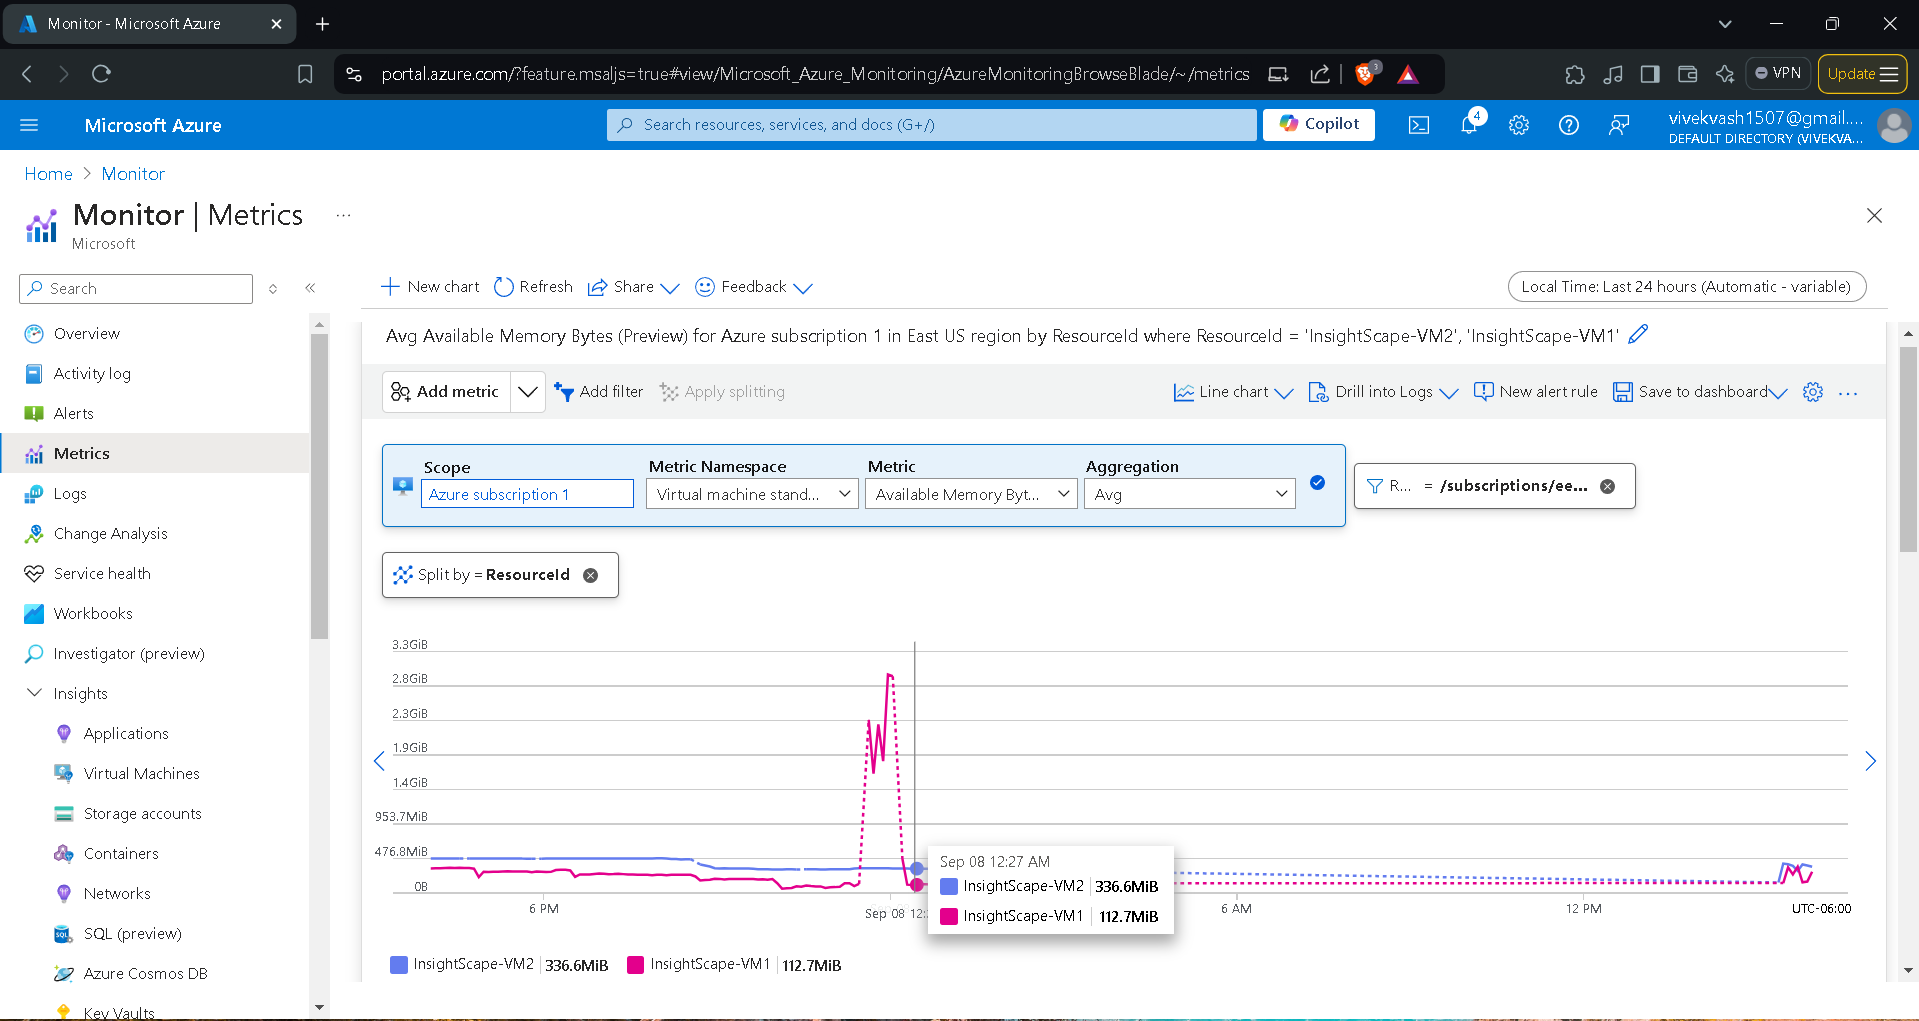 Monitor - Microsoft Azure
portal.azure.com/?feature.msaljs=true#view/Microsoft_Azure_Monitoring/AzureMonitoringBrowseBlade/~/metrics
3
VPN
Update
Microsoft Azure
Search resources, services, and docs (G+/)
Copilot
4
vivekvash1507@gmail....
DEFAULT DIRECTORY (VIVEKVA...
Home > Monitor
Monitor | Metrics
...
Microsoft
Search
Overview
Activity log
Alerts
Metrics
Logs
Change Analysis
Service health
Workbooks
Investigator (preview)
Insights
Applications
Virtual Machines
Storage accounts
Containers
Networks
SQL (preview)
Azure Cosmos DB
Key Vaults
New chart
Refresh
Share
Feedback
Local Time: Last 24 hours (Automatic - variable)
Avg Available Memory Bytes (Preview) for Azure subscription 1 in East US region by ResourceId where ResourceId = 'InsightScape-VM2', 'InsightScape-VM1'
Add metric
Add filter
Apply splitting
Line chart
Drill into Logs
New alert rule
Save to dashboard
...
Scope
Azure subscription 1
Metric Namespace
Virtual machine stand...
Metric
Available Memory Byt...
Aggregation
Avg
R... = /subscriptions/ee...
Split by = ResourceId
3.3GiB
2.8GiB
2.3GiB
1.9GiB
1.4GiB
953.7MiB
476.8MiB
0B
6 PM
Sep 08 12:
6 AM
12 PM
UTC-06:00
Sep 08 12:27 AM
InsightScape-VM2 336.6MiB
InsightScape-VM1 112.7MiB
InsightScape-VM2 336.6MiB
InsightScape-VM1 112.7MiB